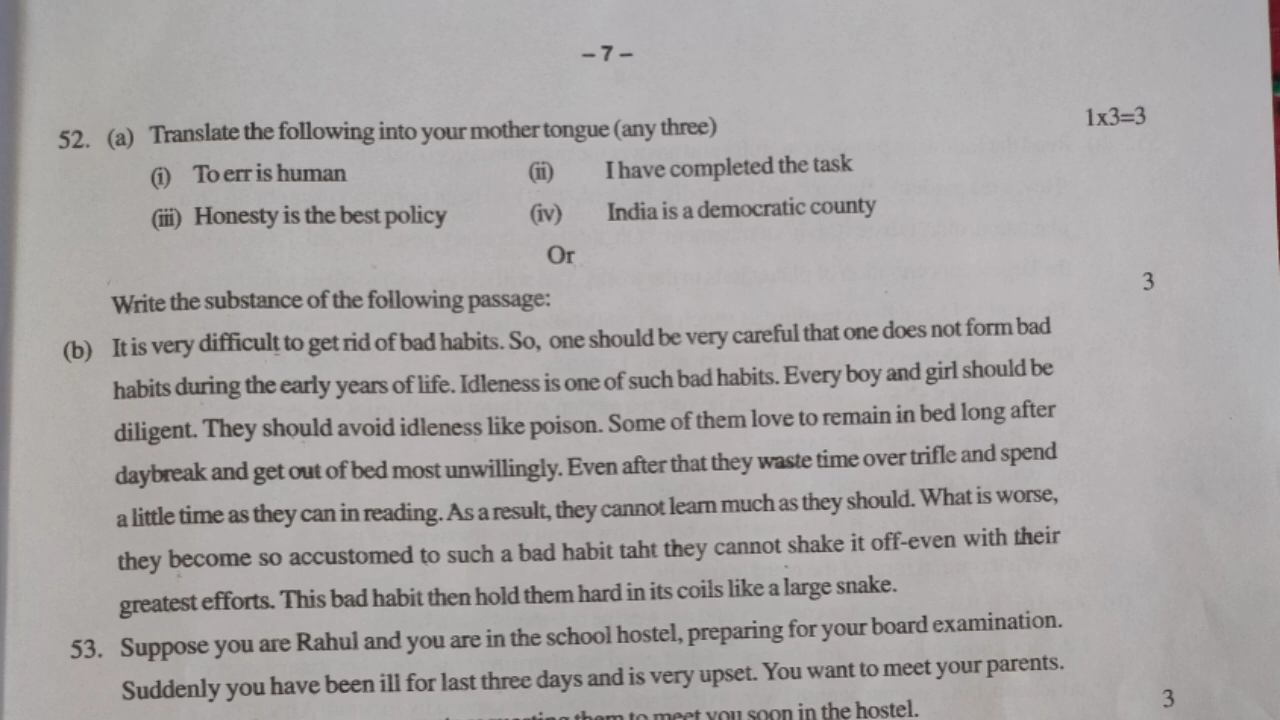 – 7 –
52. (a) Translate the following into your mother tongue (any three) 1x3=3
(i) To err is human (ii) I have completed the task
(iii) Honesty is the best policy (iv) India is a democratic county
Or
Write the substance of the following passage: 3
(b) It is very difficult to get rid of bad habits. So, one should be very careful that one does not form bad
habits during the early years of life. Idleness is one of such bad habits. Every boy and girl should be
diligent. They should avoid idleness like poison. Some of them love to remain in bed long after
daybreak and get out of bed most unwillingly. Even after that they waste time over trifle and spend
a little time as they can in reading. As a result, they cannot learn much as they should. What is worse,
they become so accustomed to such a bad habit taht they cannot shake it off-even with their
greatest efforts. This bad habit then hold them hard in its coils like a large snake.
53. Suppose you are Rahul and you are in the school hostel, preparing for your board examination.
Suddenly you have been ill for last three days and is very upset. You want to meet your parents.
them to meet you soon in the hostel. 3